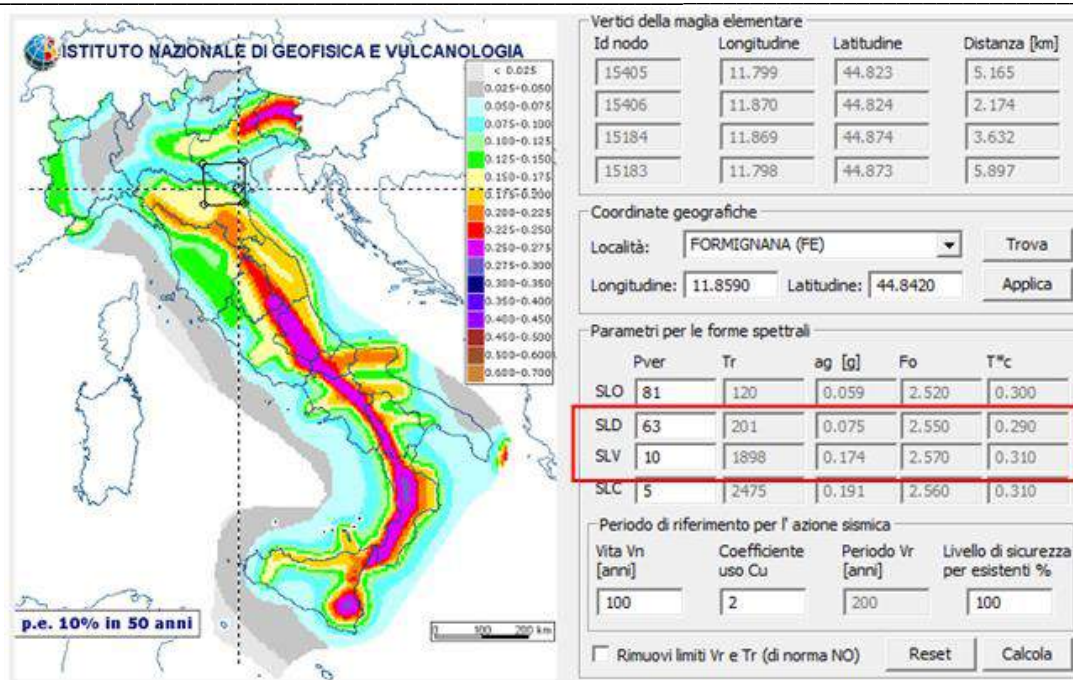 ISTITUTO NAZIONALE DI GEOFISICA E VULCANOLOGIA
< 0.025
0.025-0.050
0.050-0.075
0.075-0.100
0.100-0.125
0.125-0.150
0.150-0.175
0.175-0.200
0.200-0.225
0.225-0.250
0.250-0.275
0.275-0.300
0.300-0.350
0.350-0.400
0.400-0.450
0.450-0.500
0.500-0.600
0.600-0.700
p.e. 10% in 50 anni
0 100 200 km
Vertici della maglia elementare
Id nodo Longitudine Latitudine Distanza [km]
15405 11.799 44.823 5.165
15406 11.870 44.824 2.174
15184 11.869 44.874 3.632
15183 11.798 44.873 5.897
Coordinate geografiche
Località: FORMIGNANA (FE) Trova
Longitudine: 11.8590 Latitudine: 44.8420 Applica
Parametri per le forme spettrali
Pver Tr ag [g] Fo T*c
SLO 81 120 0.059 2.520 0.300
SLD 63 201 0.075 2.550 0.290
SLV 10 1898 0.174 2.570 0.310
SLC 5 2475 0.191 2.560 0.310
Periodo di riferimento per l' azione sismica
Vita Vn [anni] Coefficiente uso Cu Periodo Vr [anni] Livello di sicurezza per esistenti %
100 2 200 100
Rimuovi limiti Vr e Tr (di norma NO) Reset Calcola